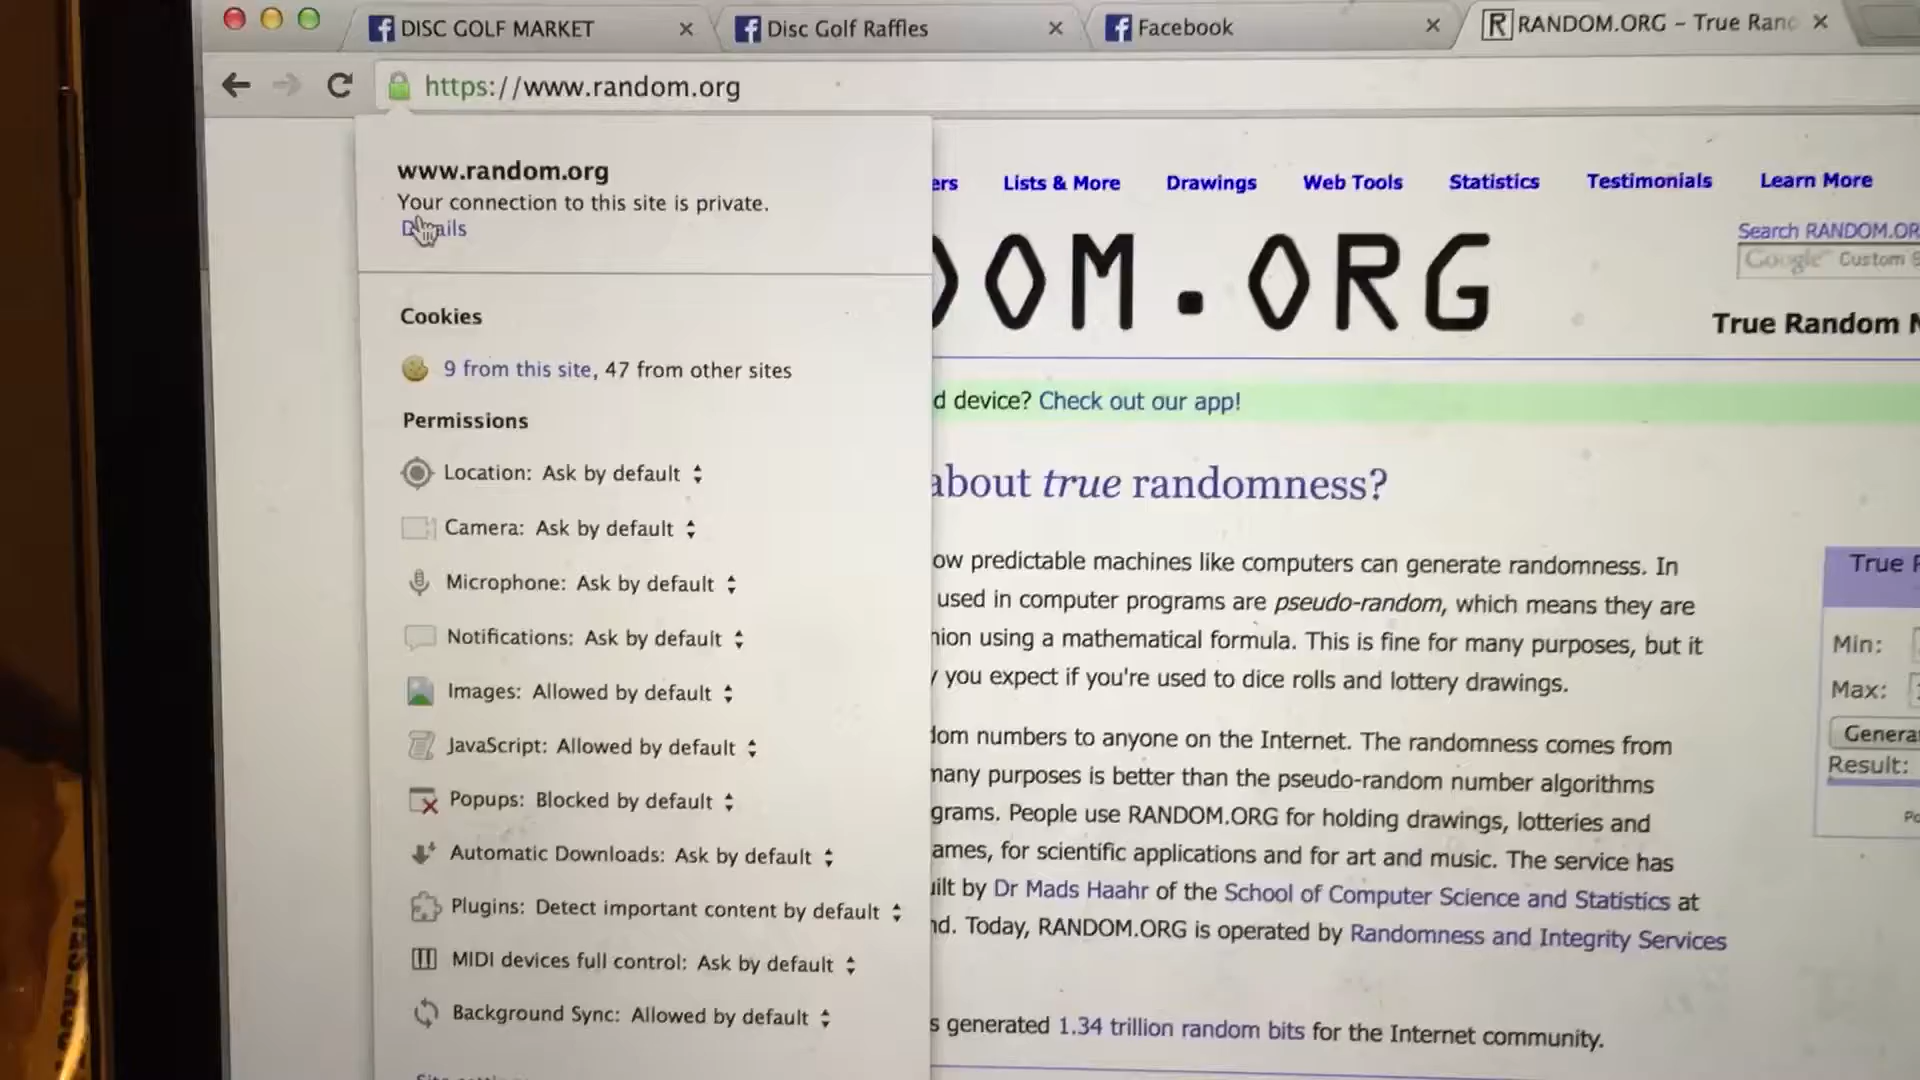 DISC GOLF MARKET
Disc Golf Raffles
Facebook
RANDOM.ORG - True Ran
https://www.random.org
www.random.org
Your connection to this site is private.
Details
Cookies
9 from this site, 47 from other sites
Permissions
Location: Ask by default
Camera: Ask by default
Microphone: Ask by default
Notifications: Ask by default
Images: Allowed by default
JavaScript: Allowed by default
Popups: Blocked by default
Automatic Downloads: Ask by default
Plugins: Detect important content by default
MIDI devices full control: Ask by default
Background Sync: Allowed by default
ers Lists & More Drawings Web Tools Statistics Testimonials Learn More
Search RANDOM.OR
Google Custom S
DOM.ORG
True Random N
d device? Check out our app!
about true randomness?
ow predictable machines like computers can generate randomness. In
used in computer programs are pseudo-random, which means they are
nion using a mathematical formula. This is fine for many purposes, but it
y you expect if you're used to dice rolls and lottery drawings.
dom numbers to anyone on the Internet. The randomness comes from
many purposes is better than the pseudo-random number algorithms
grams. People use RANDOM.ORG for holding drawings, lotteries and
ames, for scientific applications and for art and music. The service has
uilt by Dr Mads Haahr of the School of Computer Science and Statistics at
nd. Today, RANDOM.ORG is operated by Randomness and Integrity Services
s generated 1.34 trillion random bits for the Internet community.
True R
Min:
Max:
Genera
Result:
Po